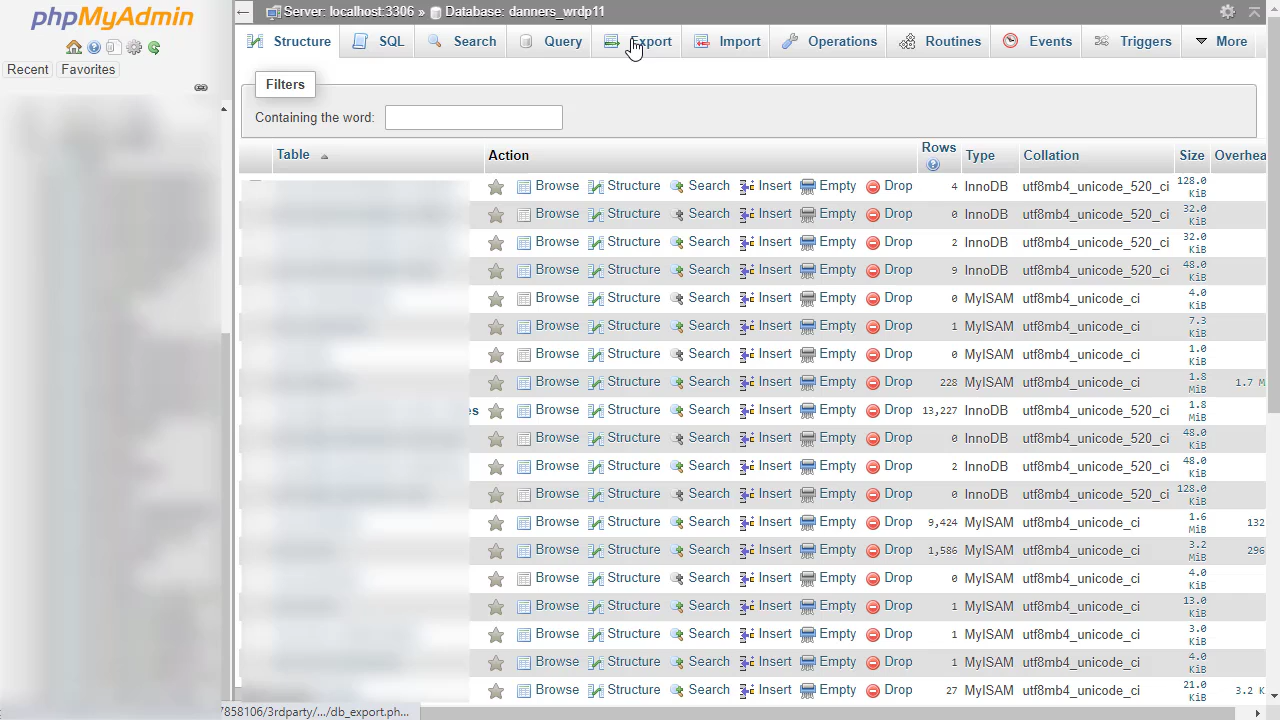 phpMyAdmin
Server: localhost:3306 » Database: danners_wrdp11
Structure SQL Search Query Export Import Operations Routines Events Triggers More
Recent Favorites
Filters
Containing the word:
Table Action Rows Type Collation Size Overhea
Browse Structure Search Insert Empty Drop 4 InnoDB utf8mb4_unicode_520_ci 128.0 KiB
Browse Structure Search Insert Empty Drop 0 InnoDB utf8mb4_unicode_520_ci 32.0 KiB
Browse Structure Search Insert Empty Drop 2 InnoDB utf8mb4_unicode_520_ci 32.0 KiB
Browse Structure Search Insert Empty Drop 9 InnoDB utf8mb4_unicode_520_ci 48.0 KiB
Browse Structure Search Insert Empty Drop 0 MyISAM utf8mb4_unicode_ci 4.0 KiB
Browse Structure Search Insert Empty Drop 1 MyISAM utf8mb4_unicode_ci 7.3 KiB
Browse Structure Search Insert Empty Drop 0 MyISAM utf8mb4_unicode_ci 1.0 KiB
Browse Structure Search Insert Empty Drop 228 MyISAM utf8mb4_unicode_ci 1.8 MiB 1.7 M
es Browse Structure Search Insert Empty Drop 13,227 InnoDB utf8mb4_unicode_520_ci 1.8 MiB
Browse Structure Search Insert Empty Drop 0 InnoDB utf8mb4_unicode_520_ci 48.0 KiB
Browse Structure Search Insert Empty Drop 2 InnoDB utf8mb4_unicode_520_ci 48.0 KiB
Browse Structure Search Insert Empty Drop 0 InnoDB utf8mb4_unicode_520_ci 128.0 KiB
Browse Structure Search Insert Empty Drop 9,424 MyISAM utf8mb4_unicode_ci 1.6 MiB 132
Browse Structure Search Insert Empty Drop 1,586 MyISAM utf8mb4_unicode_ci 3.2 MiB 296
Browse Structure Search Insert Empty Drop 0 MyISAM utf8mb4_unicode_ci 4.0 KiB
Browse Structure Search Insert Empty Drop 1 MyISAM utf8mb4_unicode_ci 13.0 KiB
Browse Structure Search Insert Empty Drop 1 MyISAM utf8mb4_unicode_ci 3.0 KiB
Browse Structure Search Insert Empty Drop 1 MyISAM utf8mb4_unicode_ci 4.0 KiB
Browse Structure Search Insert Empty Drop 27 MyISAM utf8mb4_unicode_ci 21.0 KiB 3.2 K
7858106/3rdparty/.../db_export.ph...